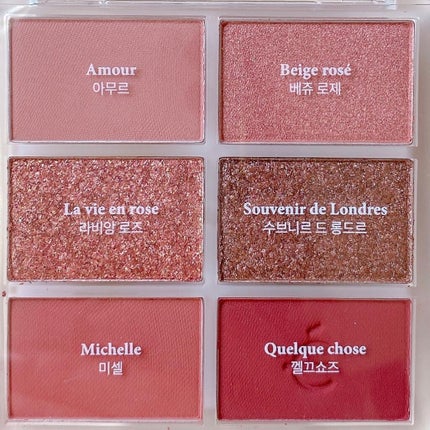 Amour
아무르
Beige rosé
베쥬 로제
La vie en rose
라비앙 로즈
Souvenir de Londres
수브니르 드 롱드르
Michelle
미셸
Quelque chose
껠끄쇼즈